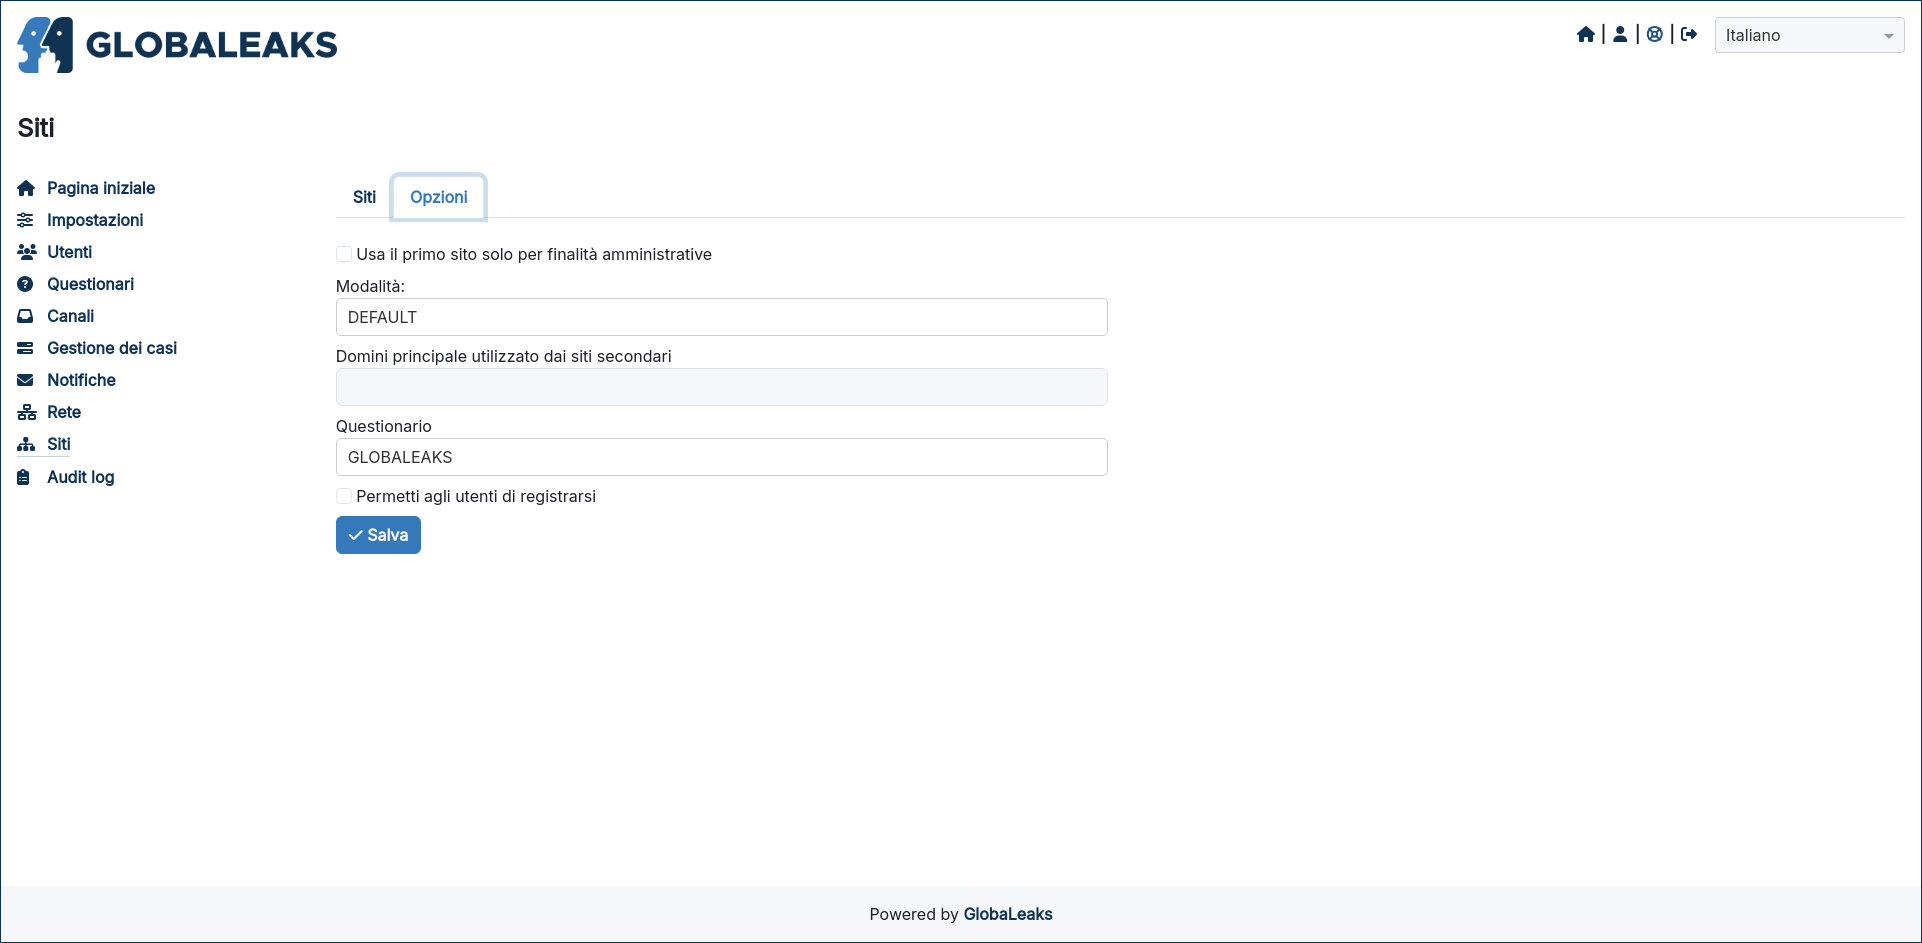 GLOBALEAKS
Italiano
Siti
Pagina iniziale
Impostazioni
Utenti
Questionari
Canali
Gestione dei casi
Notifiche
Rete
Siti
Audit log
Siti
Opzioni
Usa il primo sito solo per finalità amministrative
Modalità:
DEFAULT
Domini principale utilizzato dai siti secondari
Questionario
GLOBALEAKS
Permetti agli utenti di registrarsi
Salva
Powered by GlobaLeaks